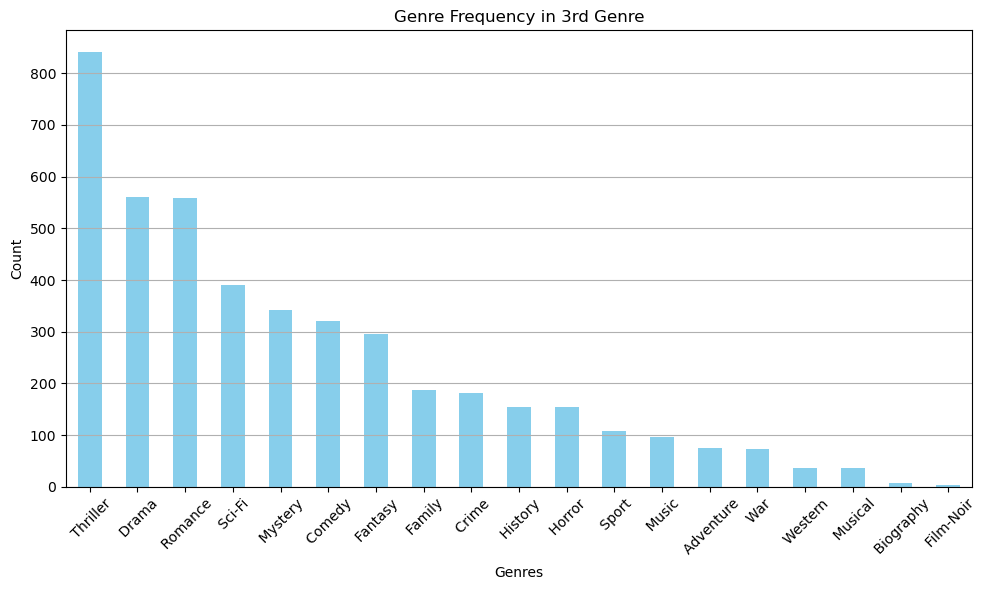 Genre Frequency in 3rd Genre
Count
800
700
600
500
400
300
200
100
0
Thriller
Drama
Romance
Sci-Fi
Mystery
Comedy
Fantasy
Family
Crime
History
Horror
Sport
Music
Adventure
War
Western
Musical
Biography
Film-Noir
Genres